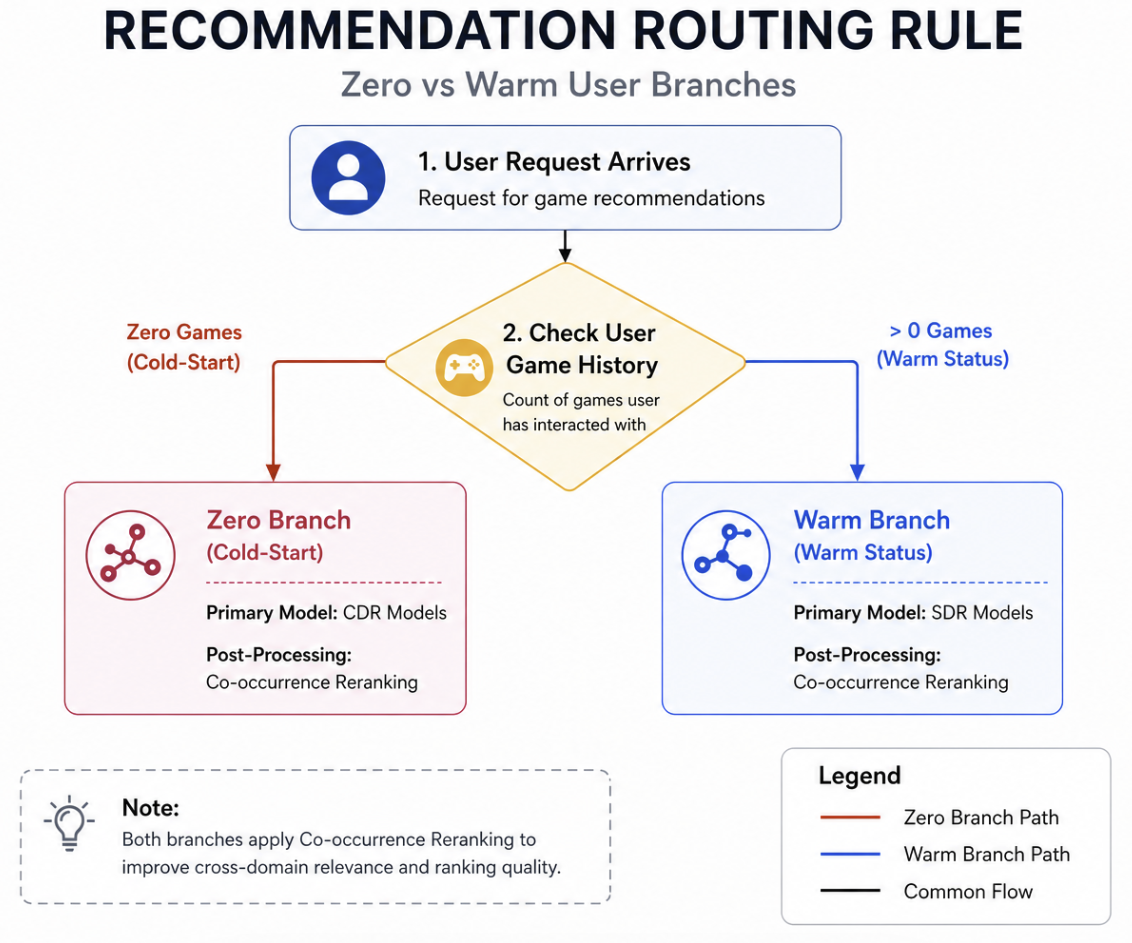 RECOMMENDATION ROUTING RULE
Zero vs Warm User Branches
1. User Request Arrives
Request for game recommendations
Zero Games
(Cold-Start)
2. Check User
Game History
Count of games user
has interacted with
> 0 Games
(Warm Status)
Zero Branch
(Cold-Start)
Primary Model: CDR Models
Post-Processing:
Co-occurrence Reranking
Warm Branch
(Warm Status)
Primary Model: SDR Models
Post-Processing:
Co-occurrence Reranking
Note:
Both branches apply Co-occurrence Reranking to
improve cross-domain relevance and ranking quality.
Legend
Zero Branch Path
Warm Branch Path
Common Flow